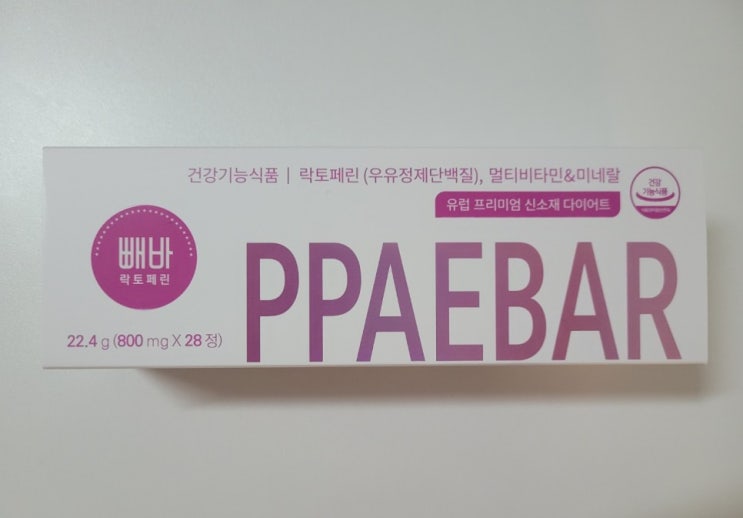 건강기능식품 | 락토페린 (우유정제단백질), 멀티비타민&미네랄
건강
기능식품
유럽 프리미엄 신소재 다이어트
빼바
락토페린
PPAEBAR
22.4 g (800 mg X 28 정)